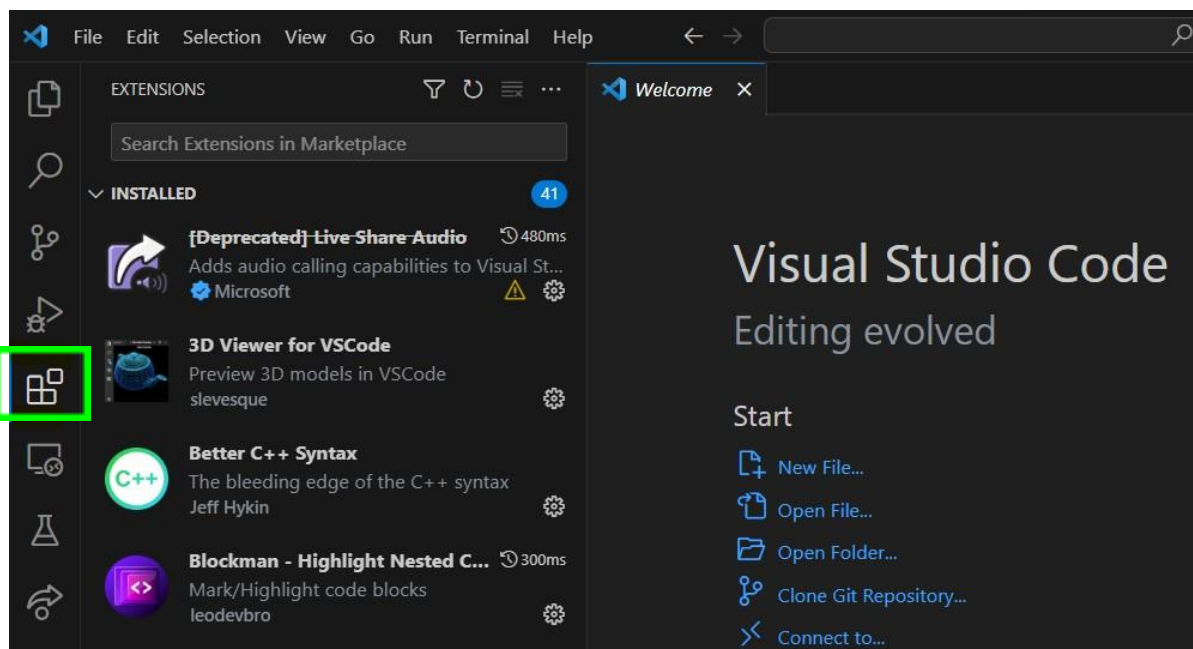 File Edit Selection View Go Run Terminal Help
EXTENSIONS
Search Extensions in Marketplace
INSTALLED 41
[Deprecated] Live Share Audio 480ms
Adds audio calling capabilities to Visual St...
Microsoft
3D Viewer for VSCode
Preview 3D models in VSCode
slevesque
C++
Better C++ Syntax
The bleeding edge of the C++ syntax
Jeff Hykin
Blockman - Highlight Nested C... 300ms
Mark/Highlight code blocks
leodevbro
Welcome
Visual Studio Code
Editing evolved
Start
New File...
Open File...
Open Folder...
Clone Git Repository...
Connect to...